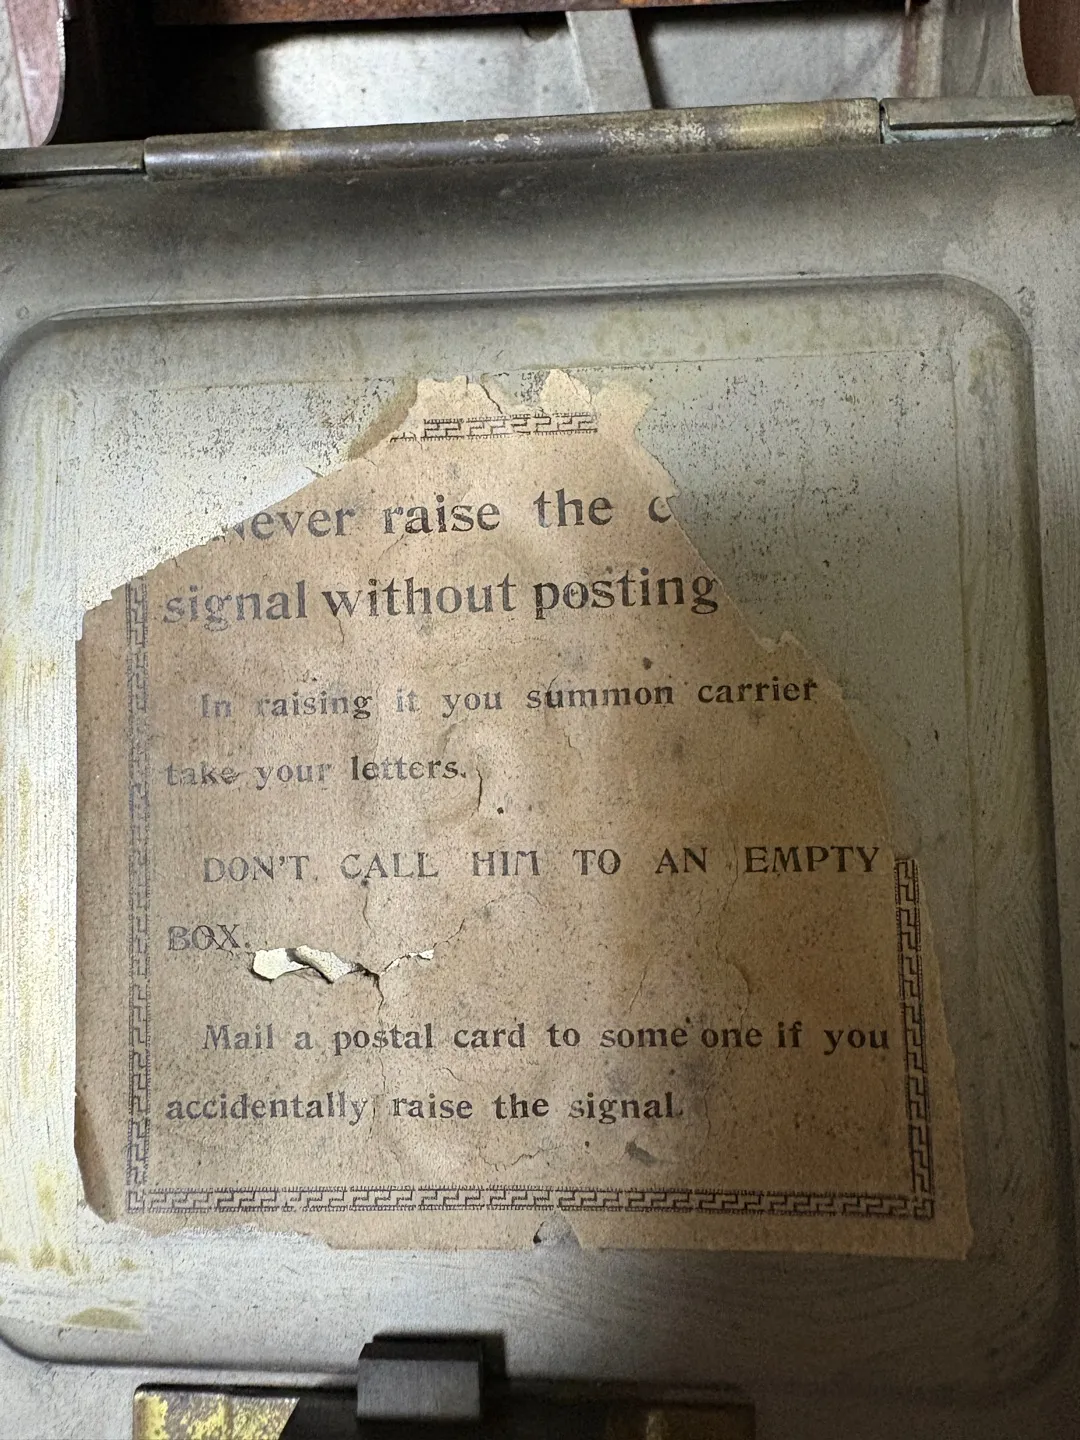 Never raise the
signal without posting
In raising it you summon carrier
take your letters.
DON'T CALL HIM TO AN EMPTY
BOX.
Mail a postal card to some one if you
accidentally raise the signal.